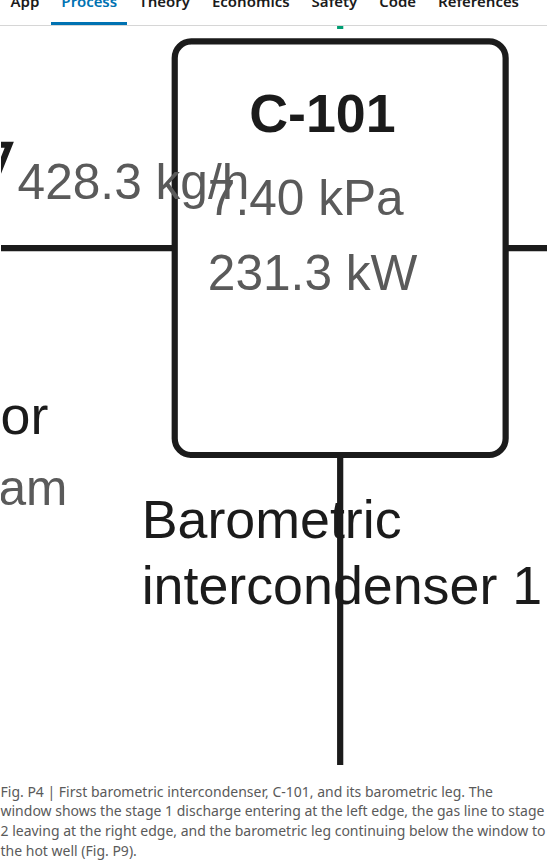 App Process Theory Economics Safety Code References
C-101
428.3 kg/h
7.40 kPa
231.3 kW
or
am
Barometric
intercondenser 1
Fig. P4 | First barometric intercondenser, C-101, and its barometric leg. The
window shows the stage 1 discharge entering at the left edge, the gas line to stage
2 leaving at the right edge, and the barometric leg continuing below the window to
the hot well (Fig. P9).